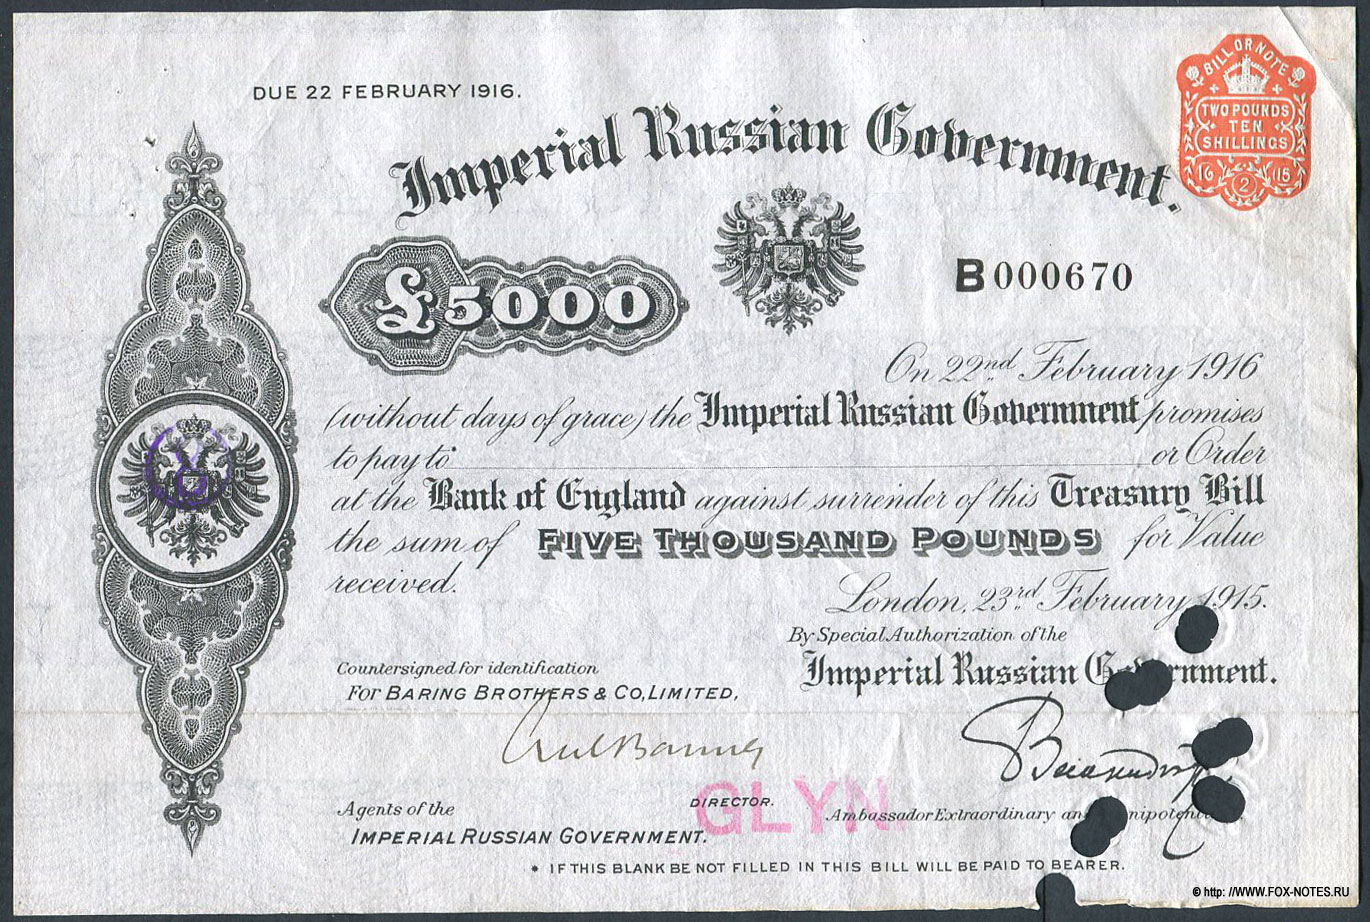 DUE 22 FEBRUARY 1916.
BILL OR NOTE
TWO POUNDS
TEN
SHILLINGS
16 2 15
Imperial Russian Government.
£5000
B000670
On 22nd February 1916
(without days of grace) the Imperial Russian Government promises
to pay to or Order
at the Bank of England against surrender of this Treasury Bill
the sum of FIVE THOUSAND POUNDS for Value
received.
London, 23rd February 1915.
By Special Authorization of the
Imperial Russian G rnment.
Countersigned for identification
For BARING BROTHERS & CO, LIMITED,
DIRECTOR.
GLYN
Agents of the
IMPERIAL RUSSIAN GOVERNMENT.
Ambassador Extraordinary an nipoten
* IF THIS BLANK BE NOT FILLED IN THIS BILL WILL BE PAID TO BEARER.
© http: //WWW.FOX-NOTES.RU